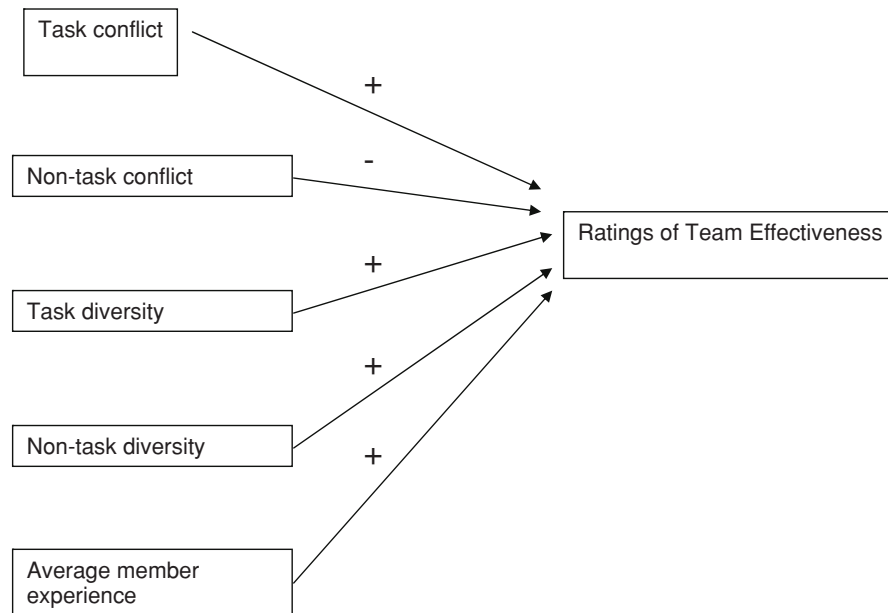 Task conflict
+
-
Non-task conflict
Ratings of Team Effectiveness
+
Task diversity
+
Non-task diversity
+
Average member
experience